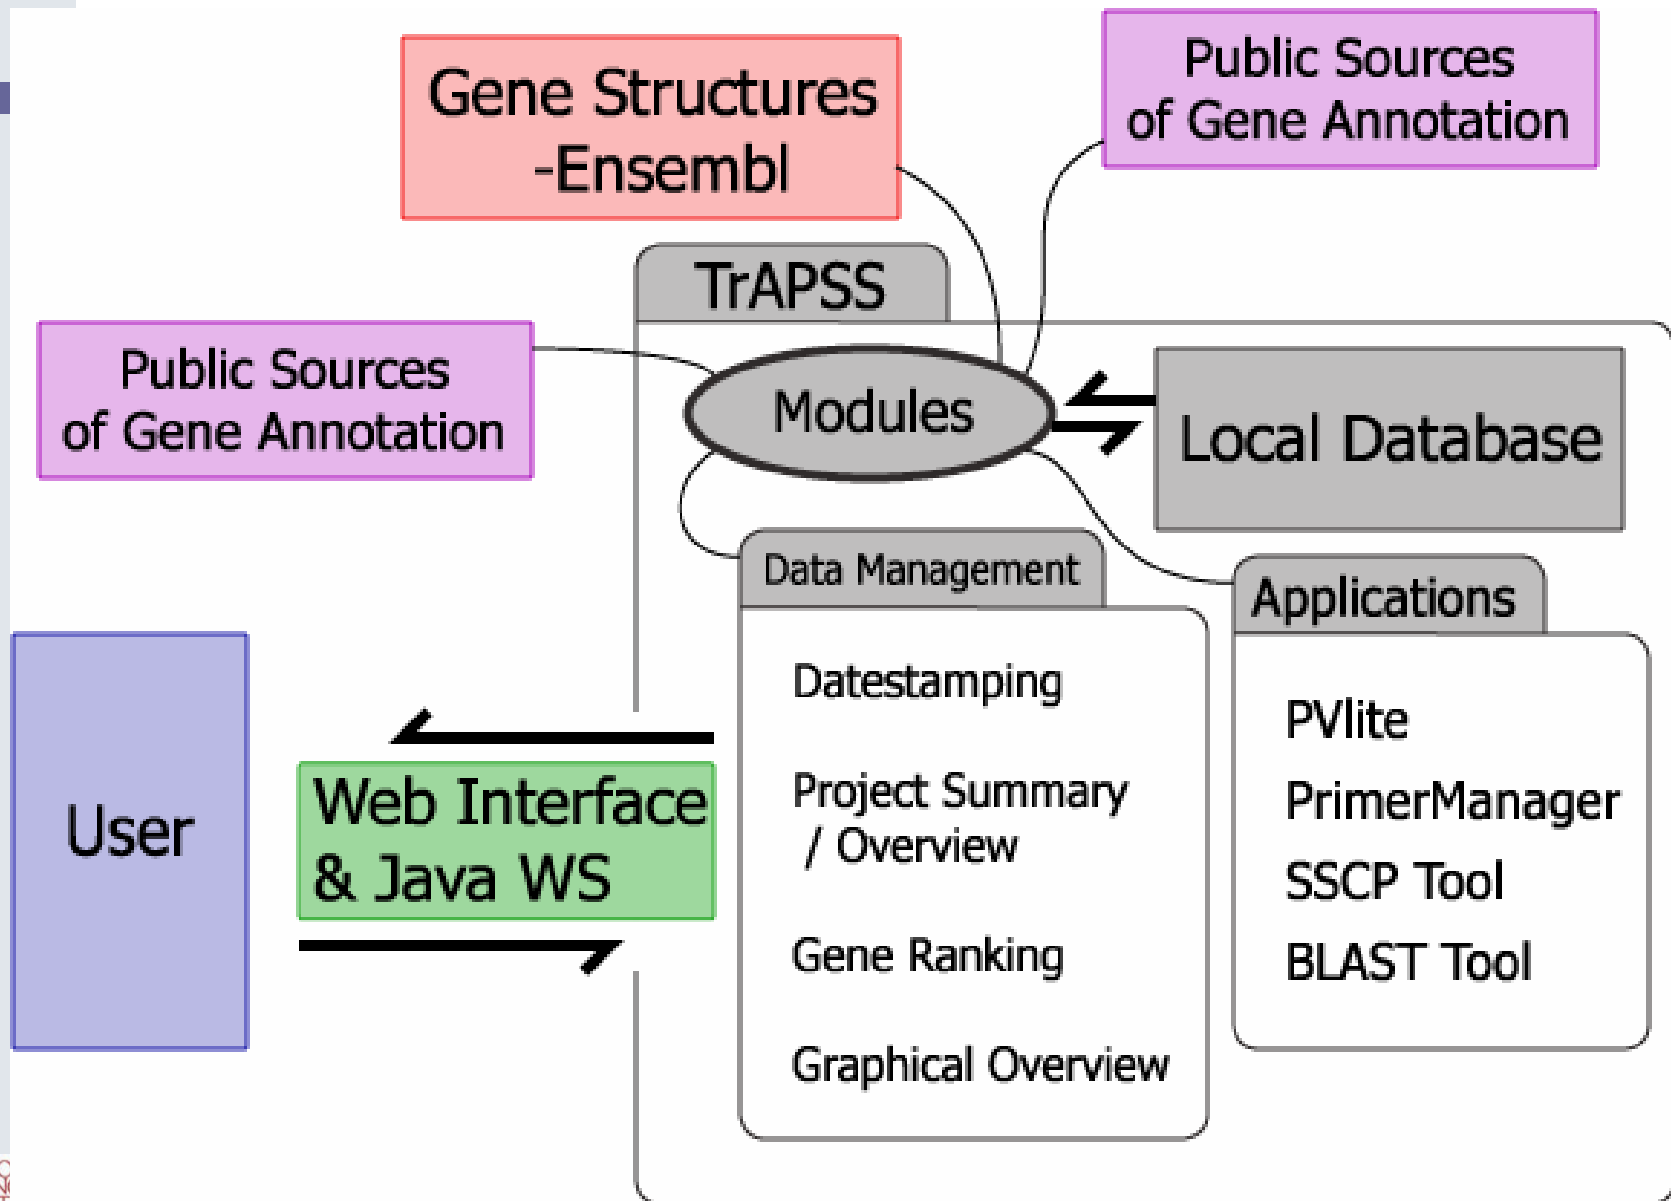 Gene Structures
-Ensembl
Public Sources
of Gene Annotation
TrAPSS
Public Sources
of Gene Annotation
Modules
Local Database
Data Management
Applications
Datestamping
Project Summary
/ Overview
Gene Ranking
Graphical Overview
PVlite
PrimerManager
SSCP Tool
BLAST Tool
User
Web Interface
& Java WS